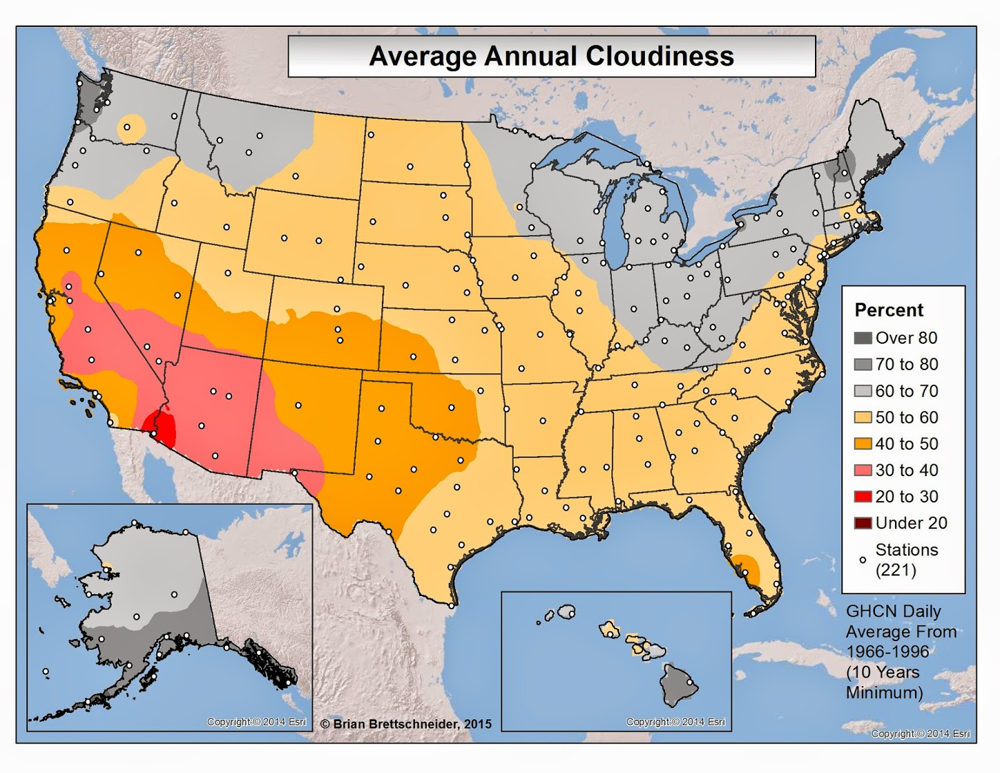 Average Annual Cloudiness
Percent
Over 80
70 to 80
60 to 70
50 to 60
40 to 50
30 to 40
20 to 30
Under 20
Stations
(221)
GHCN Daily
Average From
1966-1996
(10 Years
Minimum)
Copyright:© 2014 Esri
© Brian Brettschneider, 2015
Copyright:© 2014 Esri
Copyright:© 2014 Esri